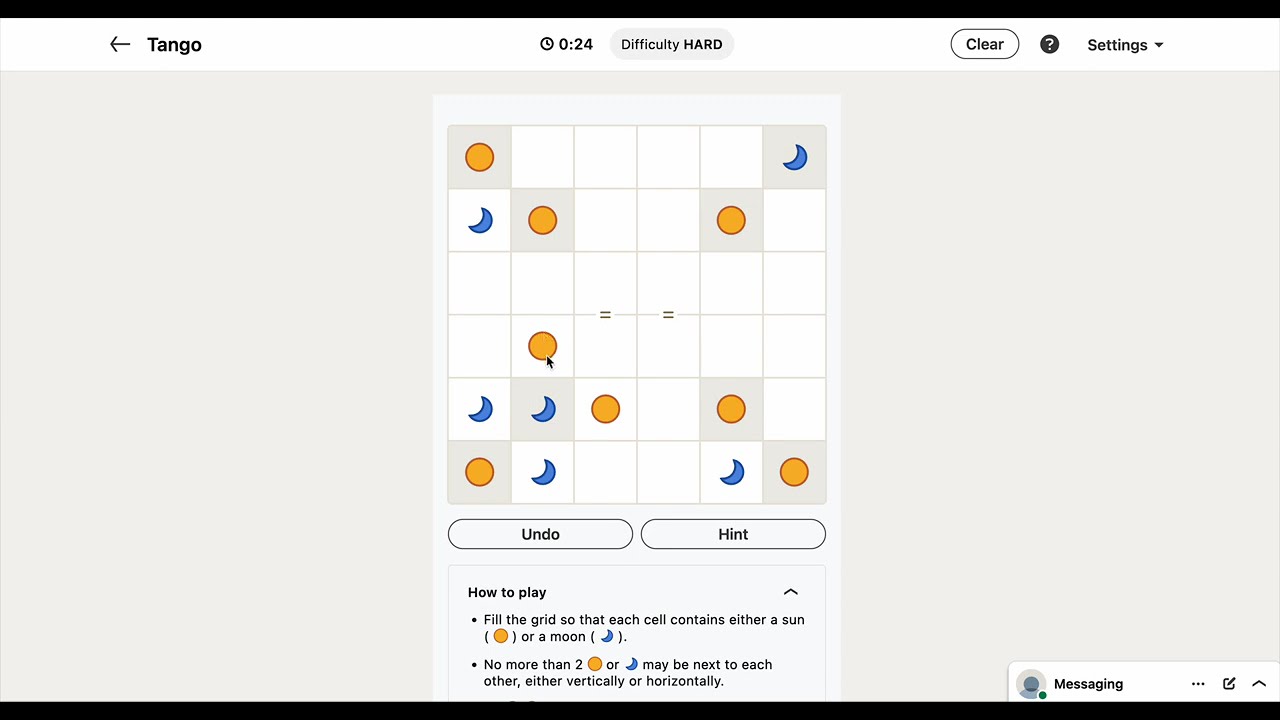 Tango
0:24
Difficulty HARD
Clear
?
Settings
= =
Undo
Hint
How to play
• Fill the grid so that each cell contains either a sun
( ) or a moon ( ).
• No more than 2 or may be next to each
other, either vertically or horizontally.
Messaging